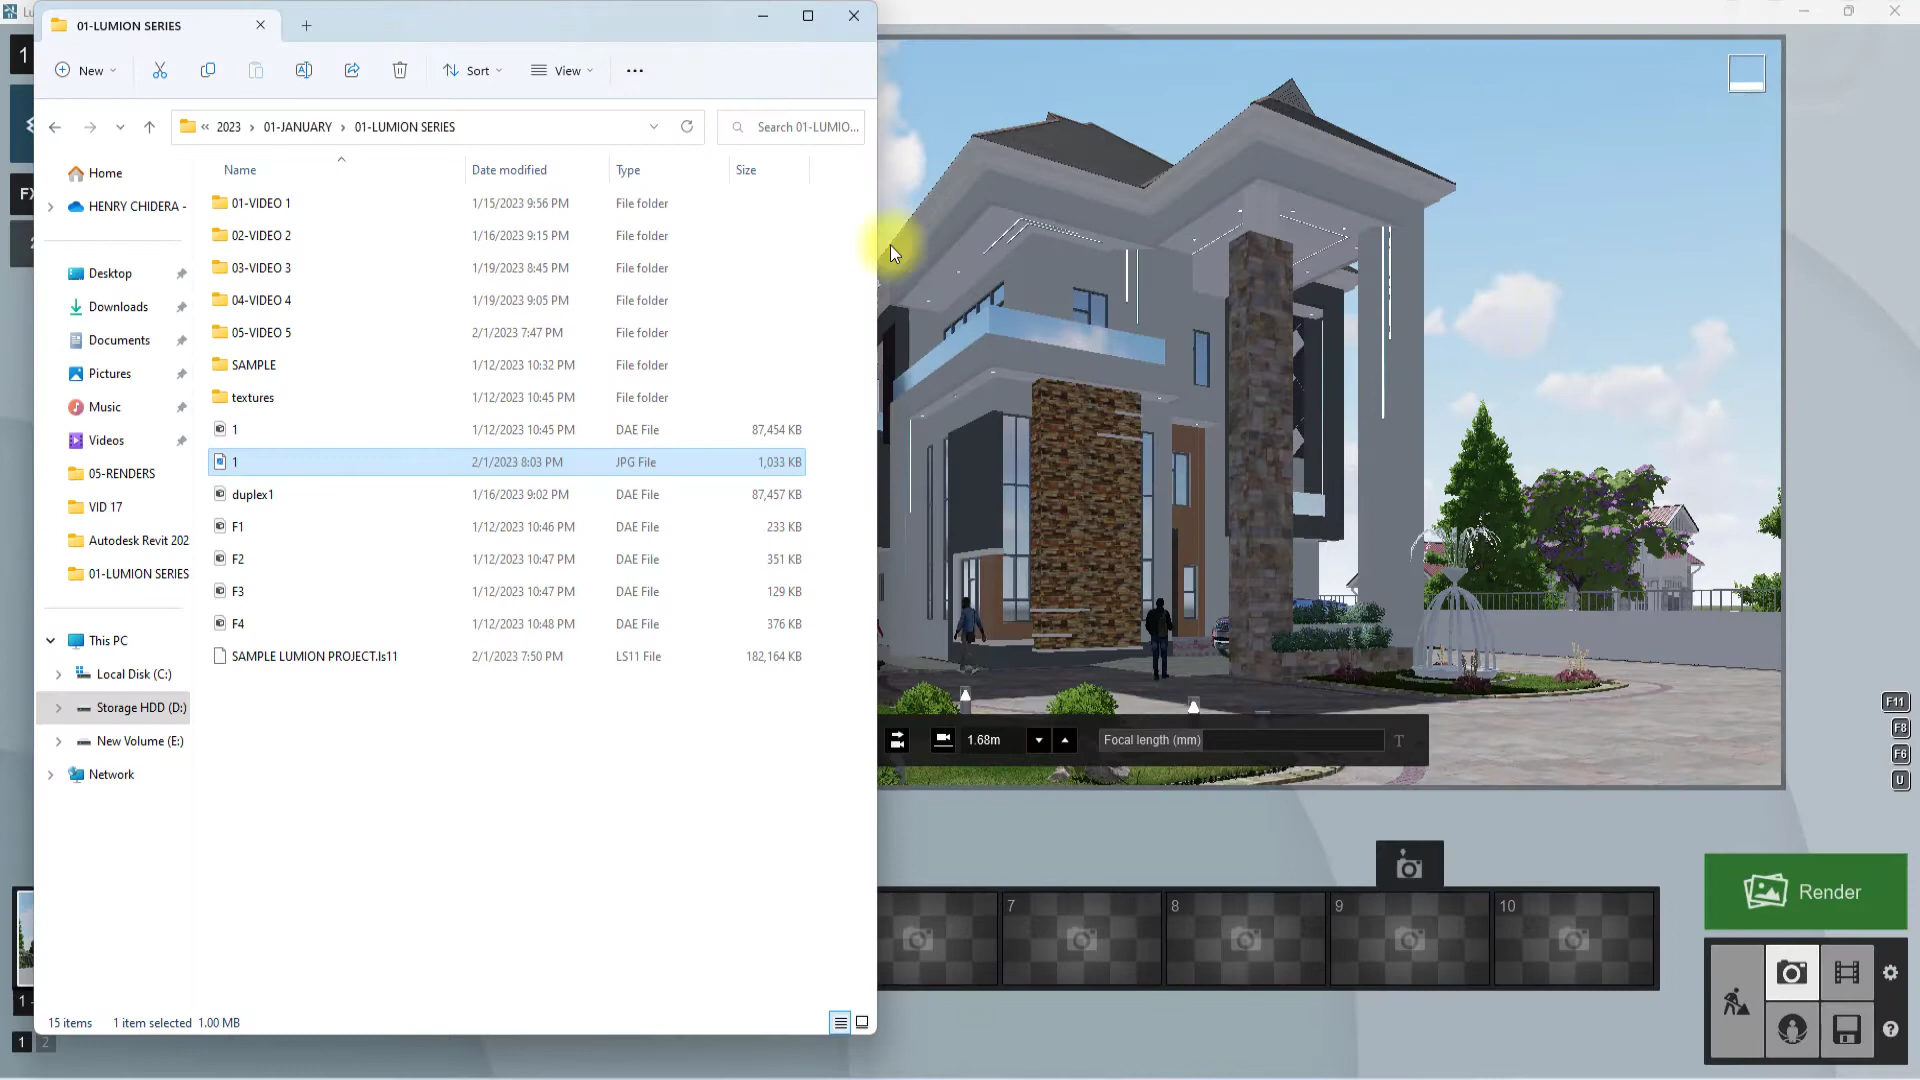 01-LUMION SERIES
New
Sort
View
2023
01-JANUARY
01-LUMION SERIES
Search 01-LUMIO...
Name
Date modified
Type
Size
01-VIDEO 1
1/15/2023 9:56 PM
File folder
02-VIDEO 2
1/16/2023 9:15 PM
File folder
03-VIDEO 3
1/19/2023 8:45 PM
File folder
04-VIDEO 4
1/19/2023 9:05 PM
File folder
05-VIDEO 5
2/1/2023 7:47 PM
File folder
SAMPLE
1/12/2023 10:32 PM
File folder
textures
1/12/2023 10:45 PM
File folder
1
1/12/2023 10:45 PM
DAE File
87,454 KB
1
2/1/2023 8:03 PM
JPG File
1,033 KB
duplex1
1/16/2023 9:02 PM
DAE File
87,457 KB
F1
1/12/2023 10:46 PM
DAE File
233 KB
F2
1/12/2023 10:47 PM
DAE File
351 KB
F3
1/12/2023 10:47 PM
DAE File
129 KB
F4
1/12/2023 10:48 PM
DAE File
376 KB
SAMPLE LUMION PROJECT.ls11
2/1/2023 7:50 PM
LS11 File
182,164 KB
Home
HENRY CHIDERA -
Desktop
Downloads
Documents
Pictures
Music
Videos
05-RENDERS
VID 17
Autodesk Revit 202
01-LUMION SERIES
This PC
Local Disk (C:)
Storage HDD (D:)
New Volume (E:)
Network
15 items
1 item selected
1.00 MB
1.68m
Focal length (mm)
T
F11
F8
F6
U
7
8
9
10
Render
1
2